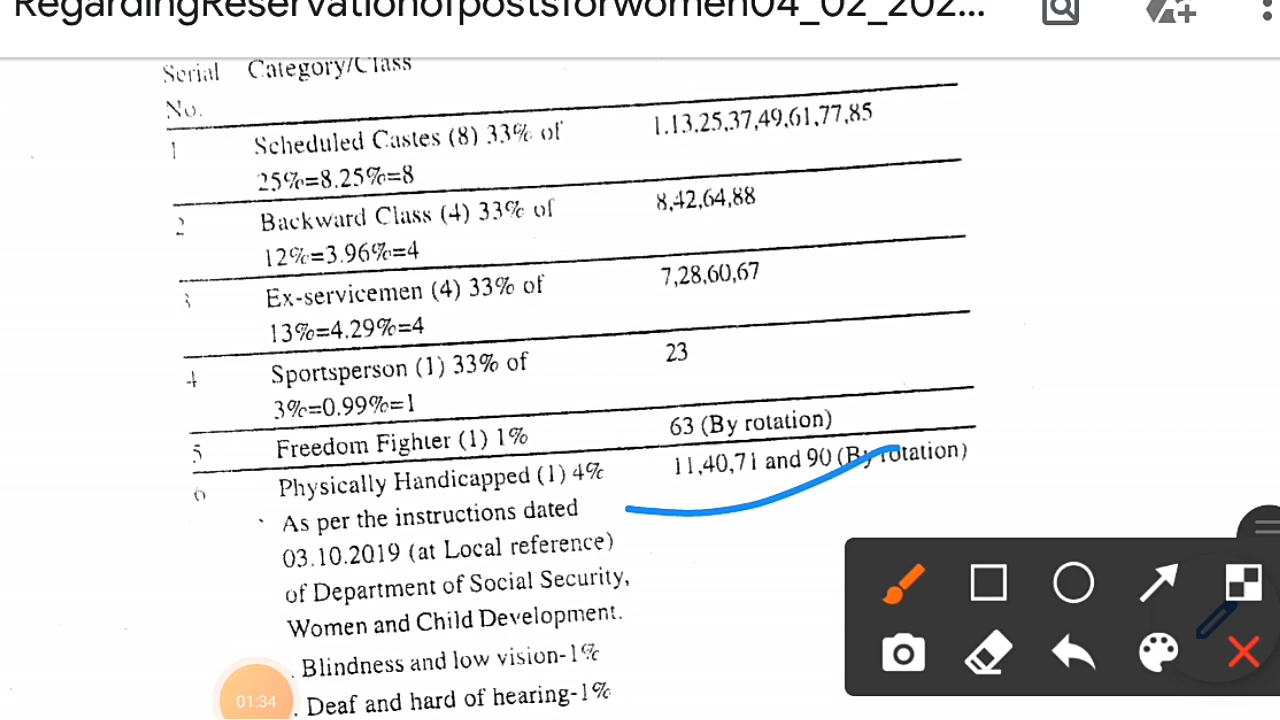 RegardingReservationofpostsforwomen04_02_202...
Serial Category/Class
No.
1 Scheduled Castes (8) 33% of 1.13.25,37,49,61,77,85
25%=8.25%=8
2 Backward Class (4) 33% of 8,42,64,88
12%=3.96%=4
3 Ex-servicemen (4) 33% of 7,28,60,67
13%=4.29%=4
4 Sportsperson (1) 33% of 23
3%=0.99%=1
5 Freedom Fighter (1) 1% 63 (By rotation)
6 Physically Handicapped (1) 4% 11,40,71 and 90 (By rotation)
As per the instructions dated
03.10.2019 (at Local reference)
of Department of Social Security,
Women and Child Development.
. Blindness and low vision-1%
. Deaf and hard of hearing-1%
01:34